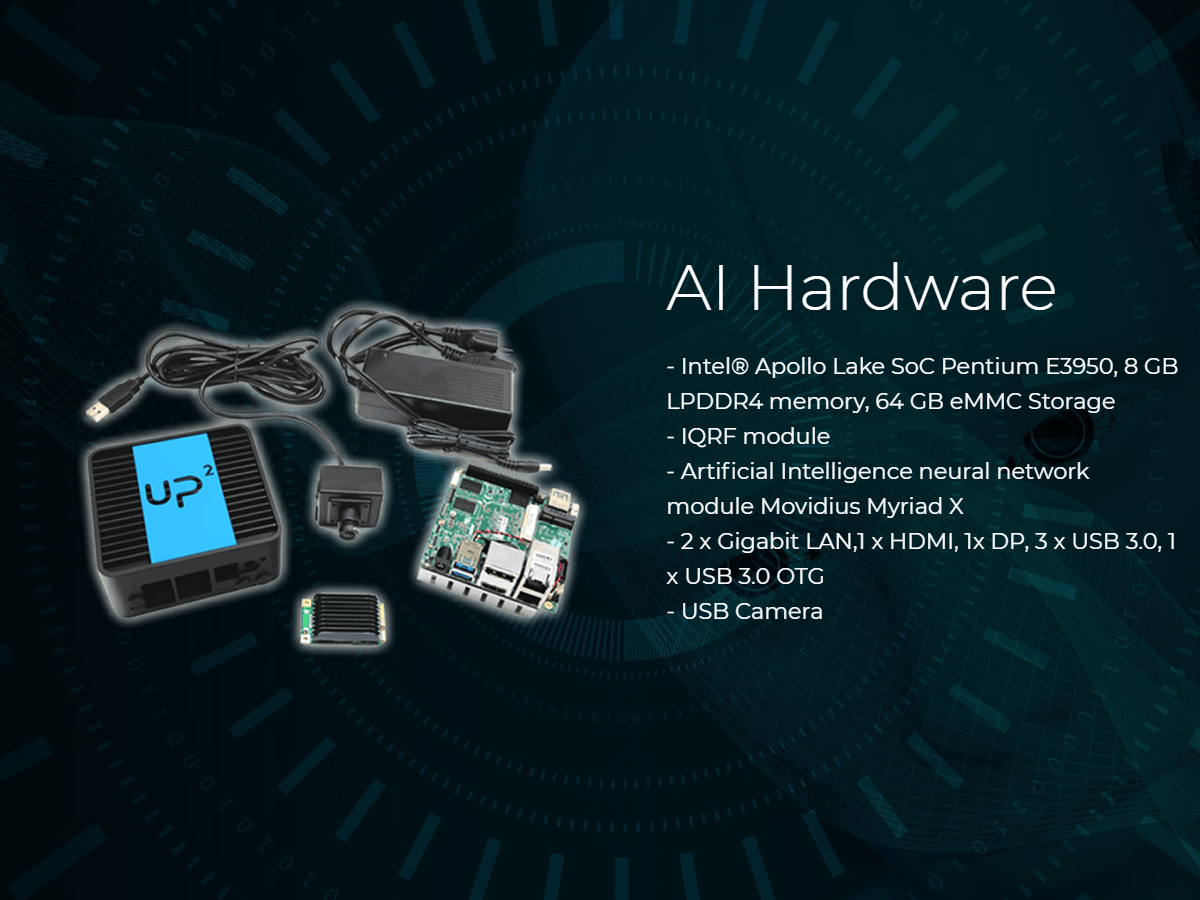 AI Hardware
- Intel® Apollo Lake SoC Pentium E3950, 8 GB
LPDDR4 memory, 64 GB eMMC Storage
- IQRF module
- Artificial Intelligence neural network
module Movidius Myriad X
- 2 x Gigabit LAN,1 x HDMI, 1x DP, 3 x USB 3.0, 1
x USB 3.0 OTG
- USB Camera
UP²